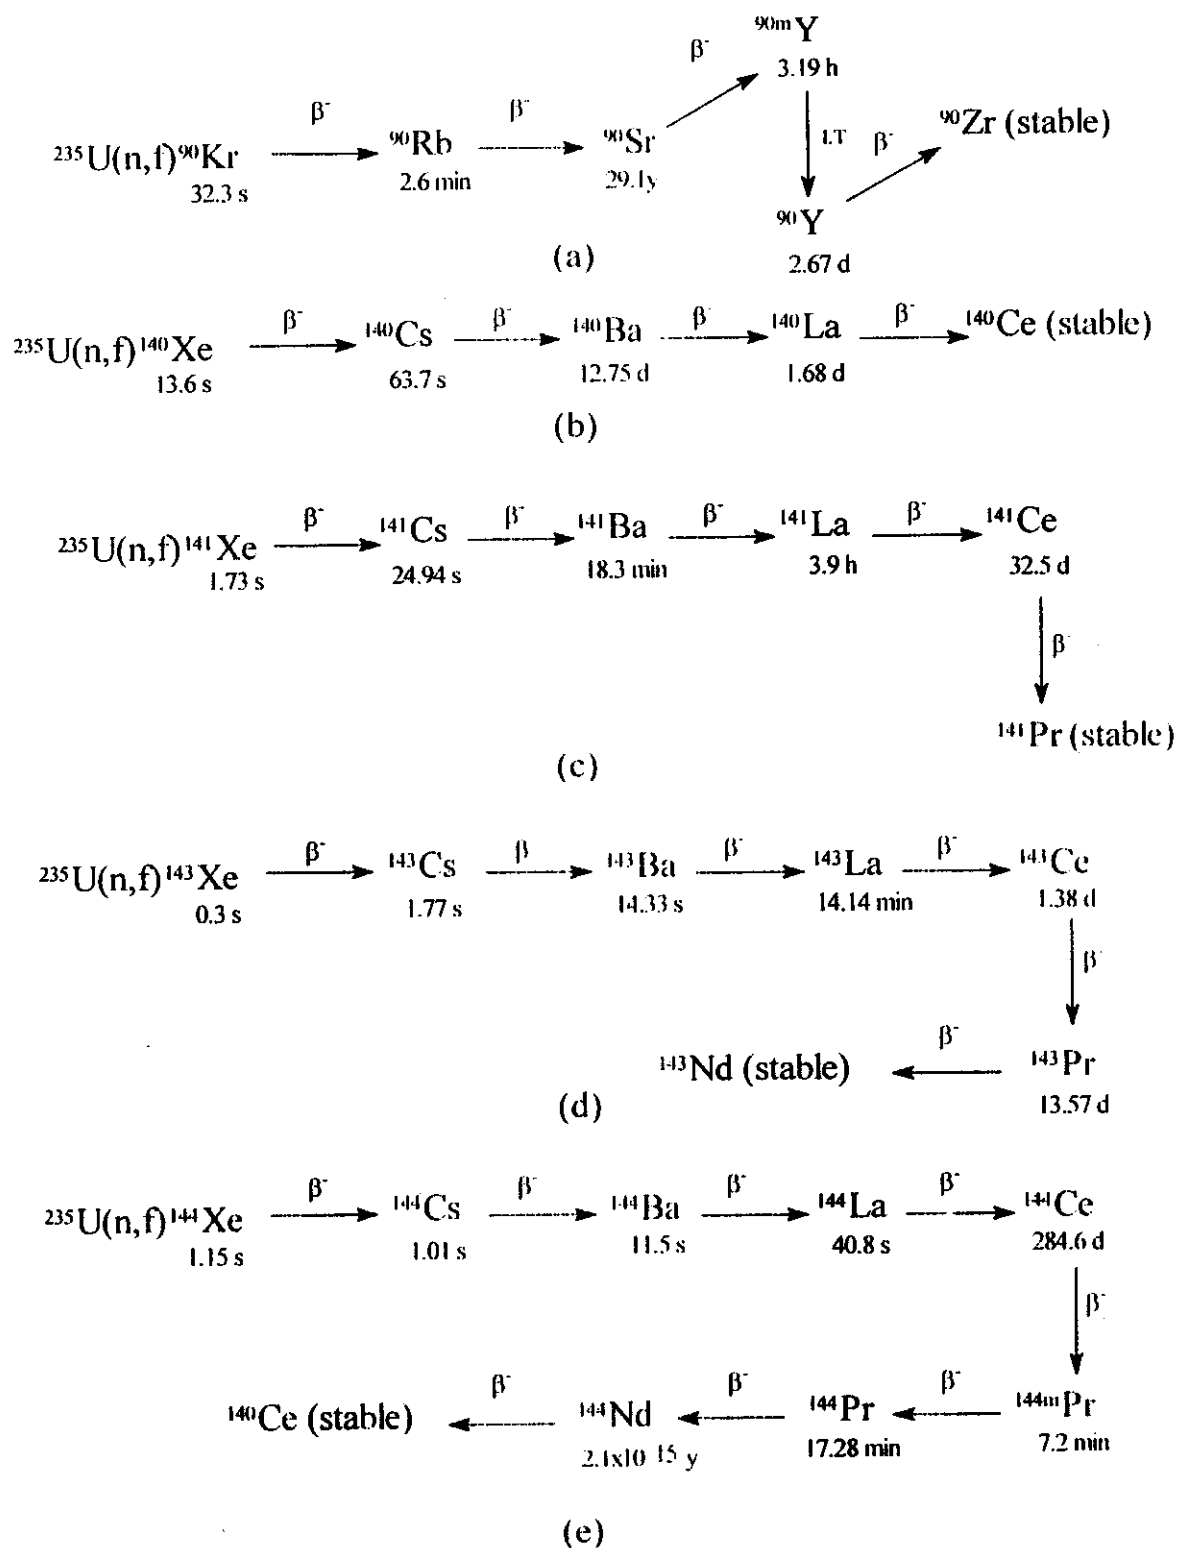 ⁹⁰ᵐY
β⁻ 3.19 h
β⁻ β⁻ ⁹⁰Zr (stable)
²³⁵U(n,f)⁹⁰Kr ⁹⁰Rb ⁹⁰Sr I.T β⁻
32.3 s 2.6 min 29.1y
⁹⁰Y
(a) 2.67 d
β⁻ β⁻ β⁻ β⁻
²³⁵U(n,f)¹⁴⁰Xe ¹⁴⁰Cs ¹⁴⁰Ba ¹⁴⁰La ¹⁴⁰Ce (stable)
13.6 s 63.7 s 12.75 d 1.68 d
(b)
β⁻ β⁻ β⁻ β⁻
²³⁵U(n,f)¹⁴¹Xe ¹⁴¹Cs ¹⁴¹Ba ¹⁴¹La ¹⁴¹Ce
1.73 s 24.94 s 18.3 min 3.9 h 32.5 d
β⁻
¹⁴¹Pr (stable)
(c)
β⁻ β β⁻ β⁻
²³⁵U(n,f)¹⁴³Xe ¹⁴³Cs ¹⁴³Ba ¹⁴³La ¹⁴³Ce
0.3 s 1.77 s 14.33 s 14.14 min 1.38 d
β⁻
β⁻
¹⁴³Nd (stable) ¹⁴³Pr
13.57 d
(d)
β⁻ β⁻ β⁻ β⁻
²³⁵U(n,f)¹⁴⁴Xe ¹⁴⁴Cs ¹⁴⁴Ba ¹⁴⁴La ¹⁴⁴Ce
1.15 s 1.01 s 11.5 s 40.8 s 284.6 d
β⁻
β⁻ β⁻ β⁻
¹⁴⁰Ce (stable) ¹⁴⁴Nd ¹⁴⁴Pr ¹⁴⁴ᵐPr
2.1x10 ¹⁵ y 17.28 min 7.2 min
(e)